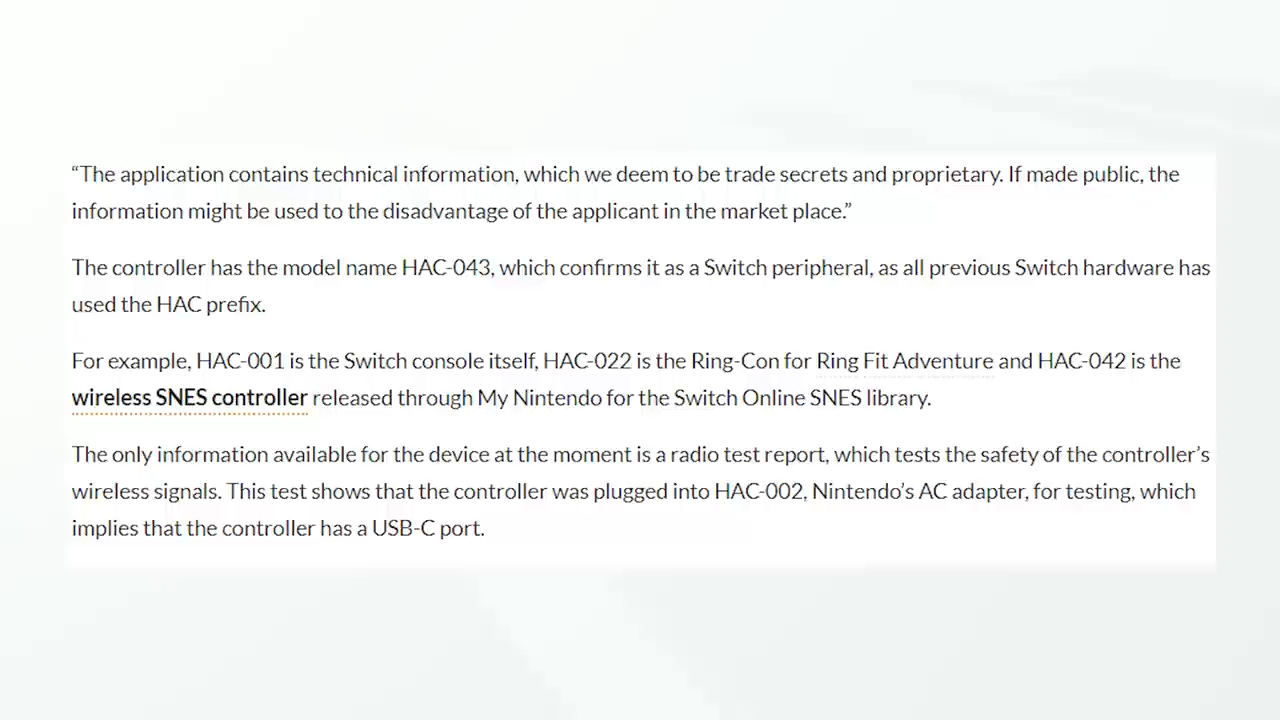 “The application contains technical information, which we deem to be trade secrets and proprietary. If made public, the
information might be used to the disadvantage of the applicant in the market place.”
The controller has the model name HAC-043, which confirms it as a Switch peripheral, as all previous Switch hardware has
used the HAC prefix.
For example, HAC-001 is the Switch console itself, HAC-022 is the Ring-Con for Ring Fit Adventure and HAC-042 is the
wireless SNES controller released through My Nintendo for the Switch Online SNES library.
The only information available for the device at the moment is a radio test report, which tests the safety of the controller’s
wireless signals. This test shows that the controller was plugged into HAC-002, Nintendo’s AC adapter, for testing, which
implies that the controller has a USB-C port.